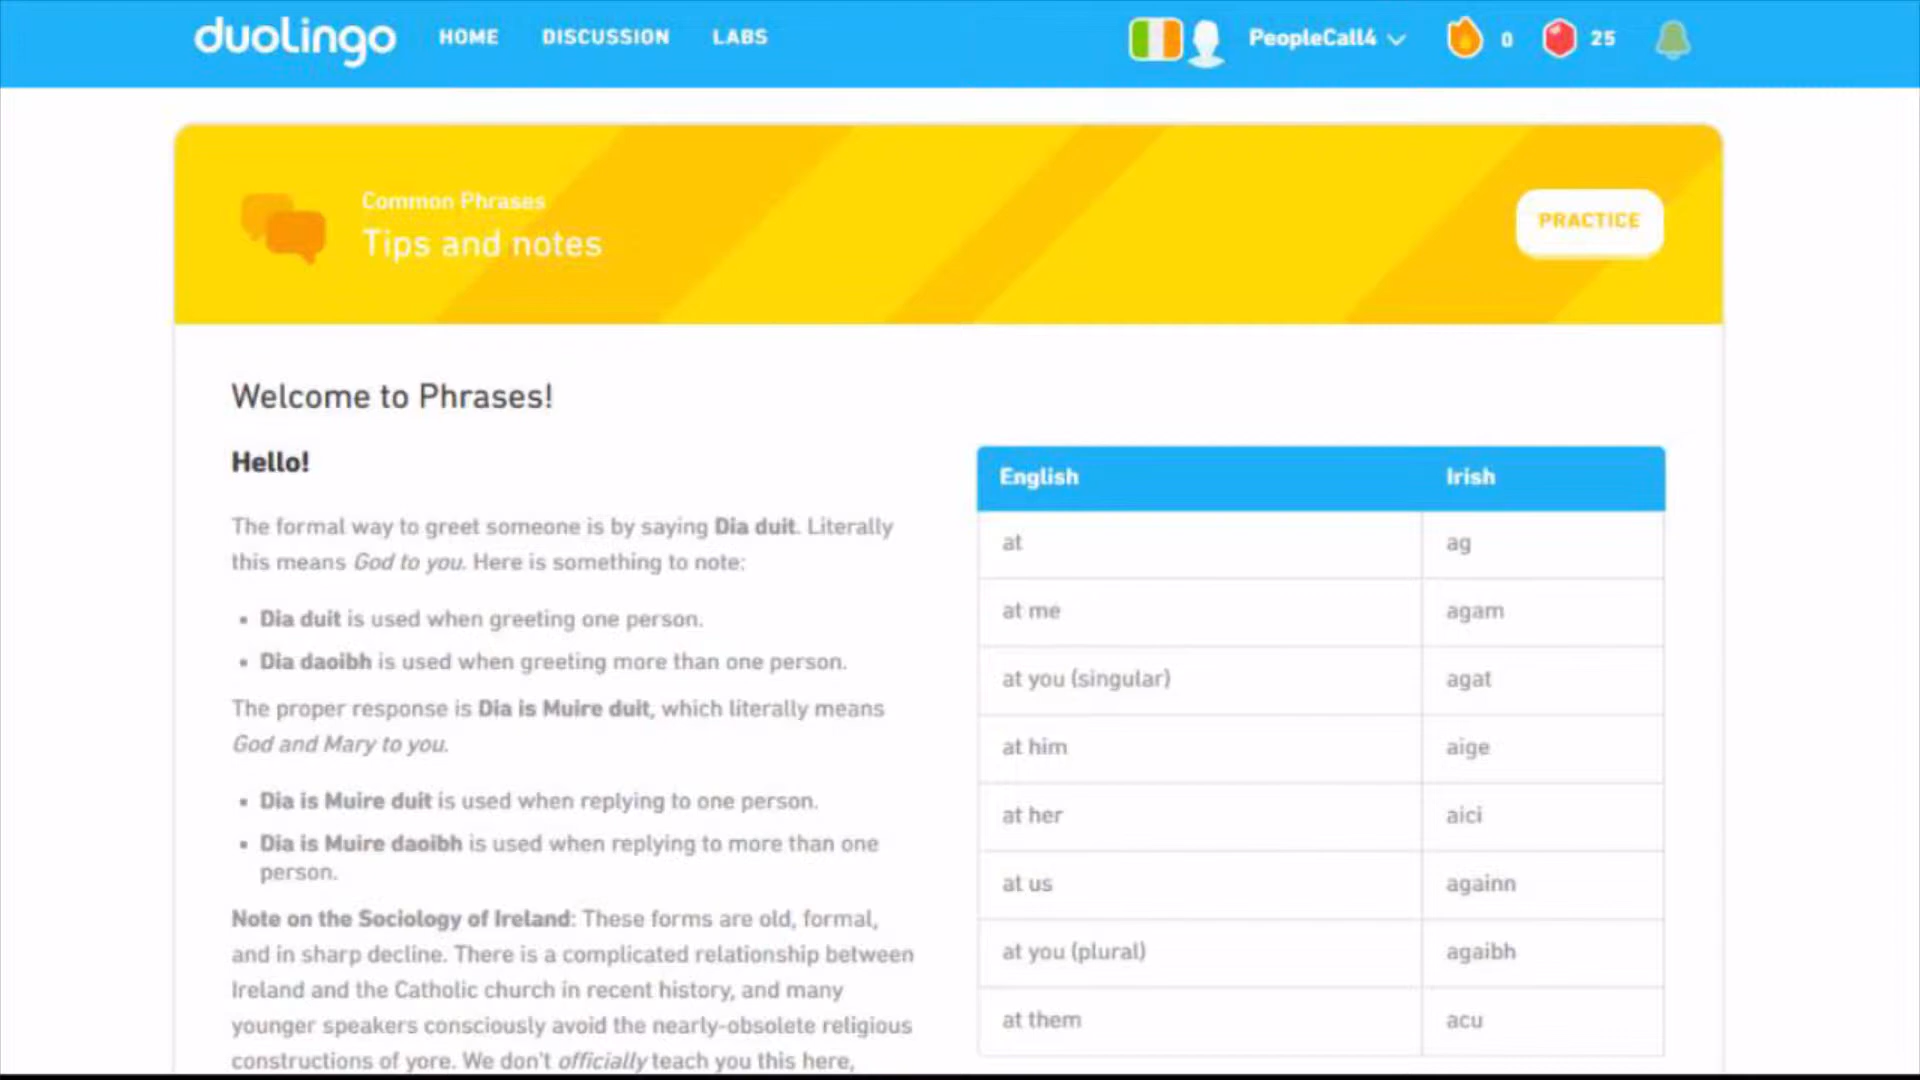 duolingo HOME DISCUSSION LABS PeopleCall4 0 25
Common Phrases
Tips and notes
PRACTICE
Welcome to Phrases!
Hello!
The formal way to greet someone is by saying Dia duit. Literally
this means God to you. Here is something to note:
• Dia duit is used when greeting one person.
• Dia daoibh is used when greeting more than one person.
The proper response is Dia is Muire duit, which literally means
God and Mary to you.
• Dia is Muire duit is used when replying to one person.
• Dia is Muire daoibh is used when replying to more than one
person.
Note on the Sociology of Ireland: These forms are old, formal,
and in sharp decline. There is a complicated relationship between
Ireland and the Catholic church in recent history, and many
younger speakers consciously avoid the nearly-obsolete religious
constructions of yore. We don't officially teach you this here,
English Irish
at ag
at me agam
at you (singular) agat
at him aige
at her aici
at us againn
at you (plural) agaibh
at them acu